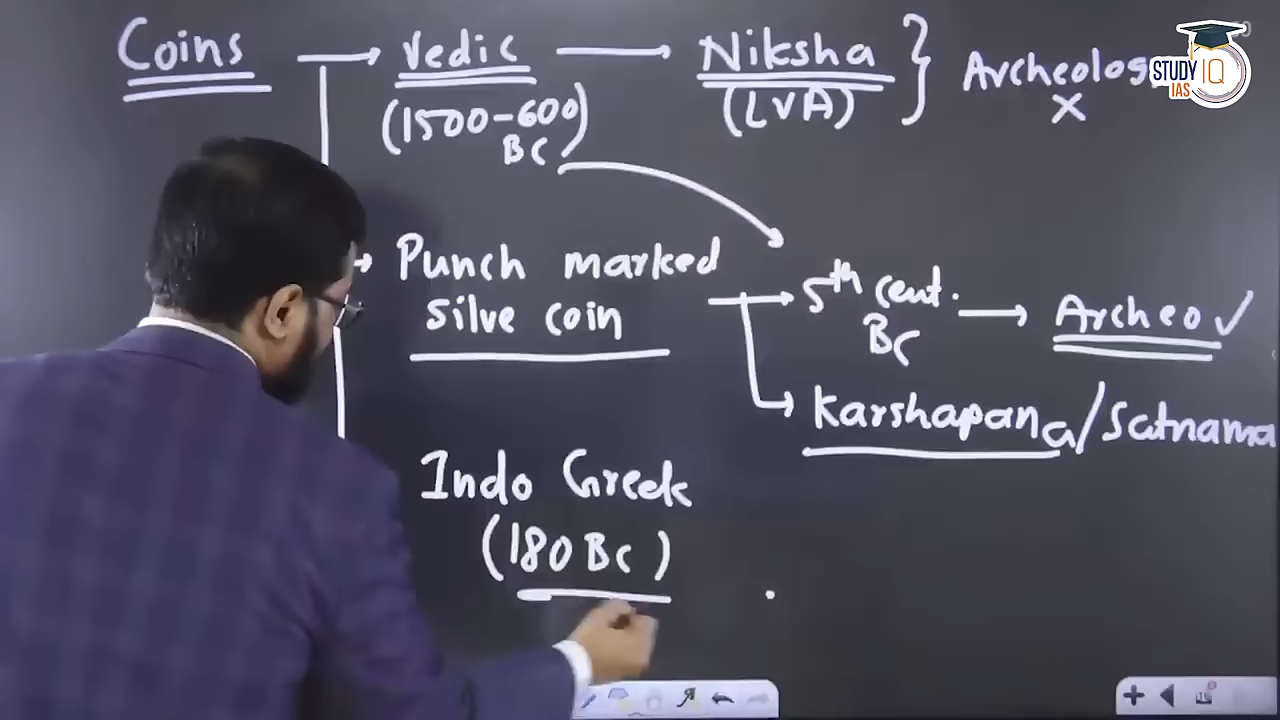 Coins → Vedic → Niksha } Archeolog
(1500-600) (LVA) X
BC
STUDY IQ
IAS
Punch marked
silve coin
5th cent. → Archeo ✓
BC
Karshapana/Satnama
Indo Greek
(180 BC)